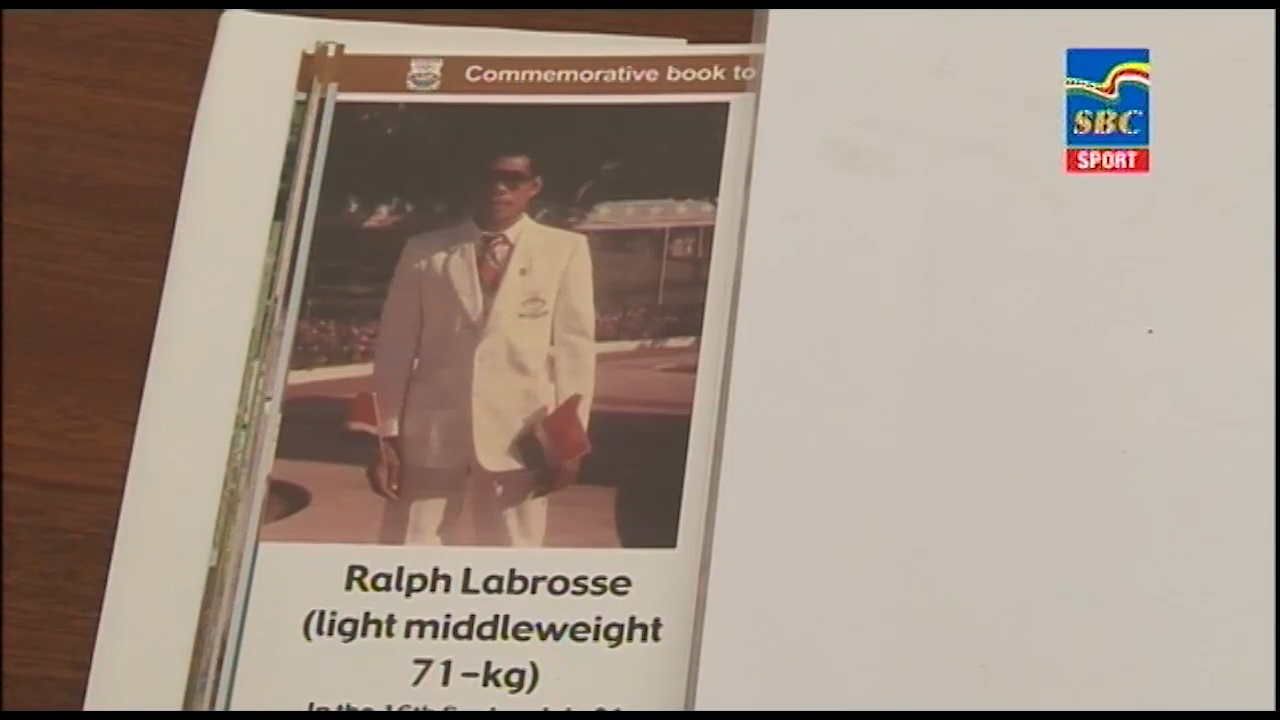 Commemorative book to
SBC
SPORT
Ralph Labrosse
(light middleweight
71-kg)